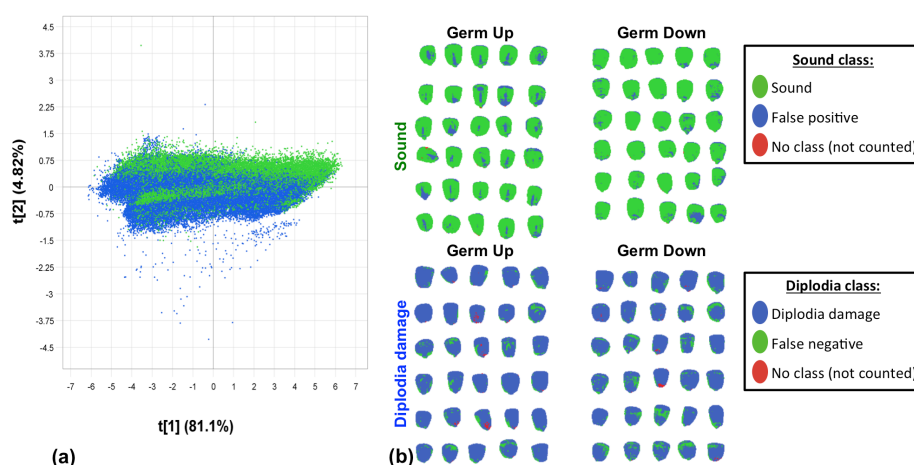 4.5
3.75
3
2.25
1.5
0.75
0
-0.75
-1.5
-2.25
-3
-3.75
-4.5
t[2] (4.82%)
-7 -6 -5 -4 -3 -2 -1 0 1 2 3 4 5 6 7
t[1] (81.1%)
(a)
Germ Up
Germ Down
Sound
Germ Up
Germ Down
Diplodia damage
(b)
Sound class:
Sound
False positive
No class (not counted)
Diplodia class:
Diplodia damage
False negative
No class (not counted)